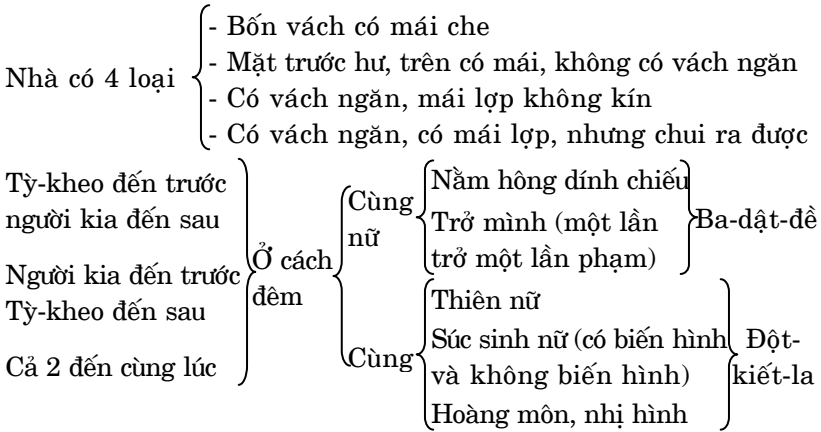 Nhà có 4 loại
- Bốn vách có mái che
- Mặt trước hư, trên có mái, không có vách ngăn
- Có vách ngăn, mái lợp không kín
- Có vách ngăn, có mái lợp, nhưng chui ra được
Tỳ-kheo đến trước
người kia đến sau
Người kia đến trước
Tỳ-kheo đến sau
Cả 2 đến cùng lúc
Ở cách
đêm
Cùng
nữ
Nằm hông dính chiếu
Trở mình (một lần
trở một lần phạm)
Ba-dật-đề
Cùng
Thiên nữ
Súc sinh nữ (có biến hình
và không biến hình)
Hoàng môn, nhị hình
Đột-
kiết-la